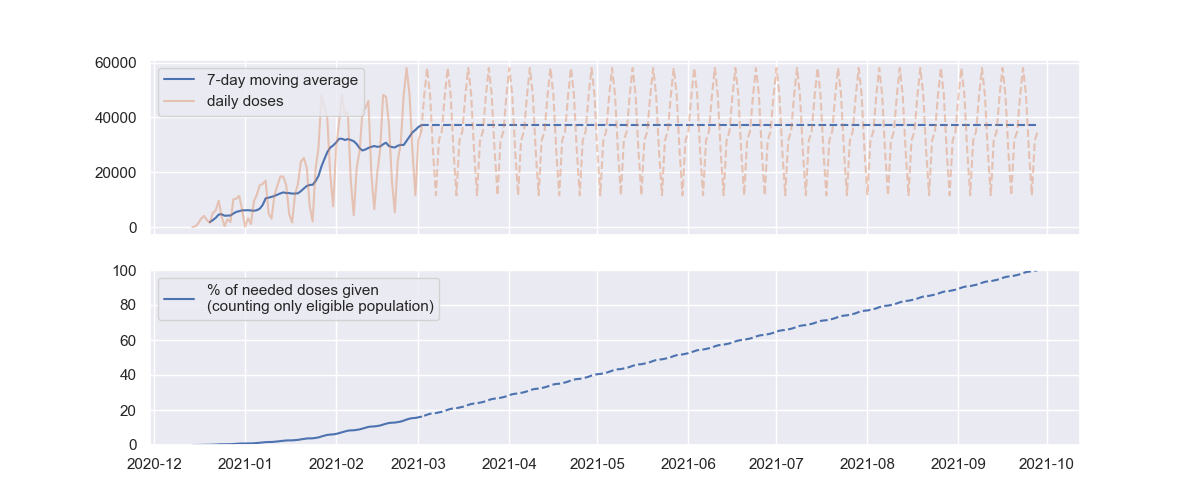 60000
40000
20000
0
7-day moving average
daily doses
100
80
60
40
20
0
% of needed doses given
(counting only eligible population)
2020-12 2021-01 2021-02 2021-03 2021-04 2021-05 2021-06 2021-07 2021-08 2021-09 2021-10